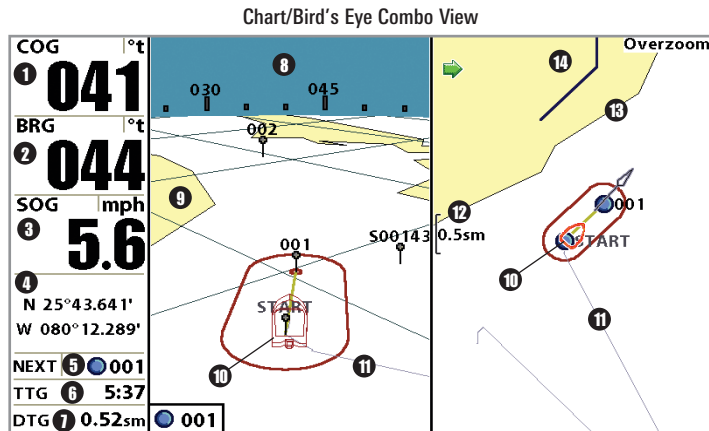 Chart/Bird's Eye Combo View
COG °t
1 041
BRG °t
2 044
SOG mph
3 5.6
4
N 25°43.641'
W 080°12.289'
NEXT 5 001
TTG 6 5:37
DTG 7 0.52sm
8
030 045
002
9
001
S00143
START
10
11
001
Overzoom
14
13
12
0.5sm
001
START
10
11